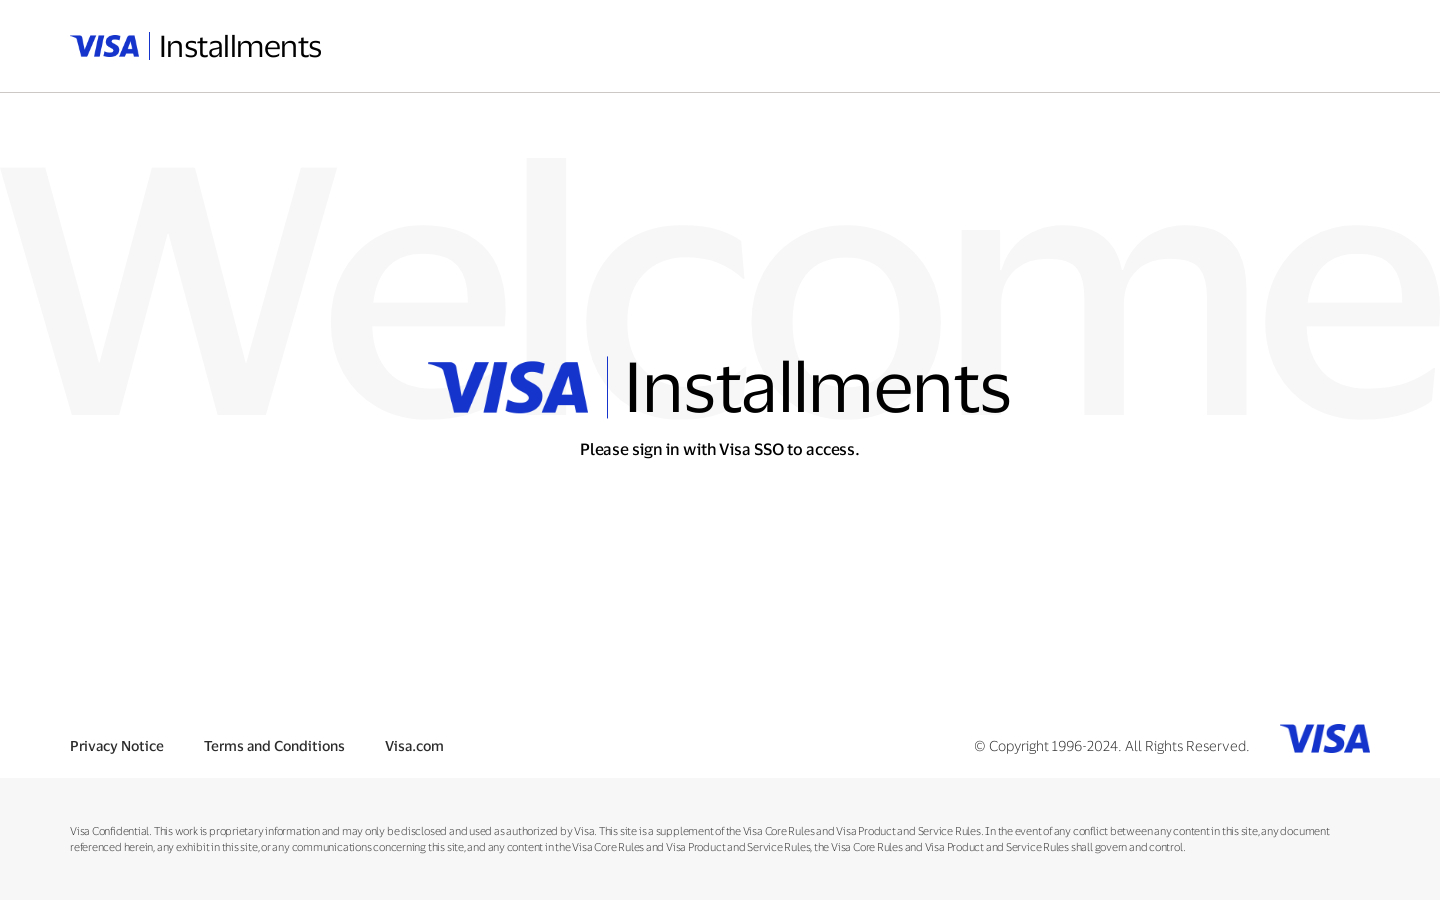 VISA Installments
Welcome
VISA Installments
Please sign in with Visa SSO to access.
Privacy Notice Terms and Conditions Visa.com © Copyright 1996-2024. All Rights Reserved. VISA
Visa Confidential. This work is proprietary information and may only be disclosed and used as authorized by Visa. This site is a supplement of the Visa Core Rules and Visa Product and Service Rules. In the event of any conflict between any content in this site, any document
referenced herein, any exhibit in this site, or any communications concerning this site, and any content in the Visa Core Rules and Visa Product and Service Rules, the Visa Core Rules and Visa Product and Service Rules shall govern and control.